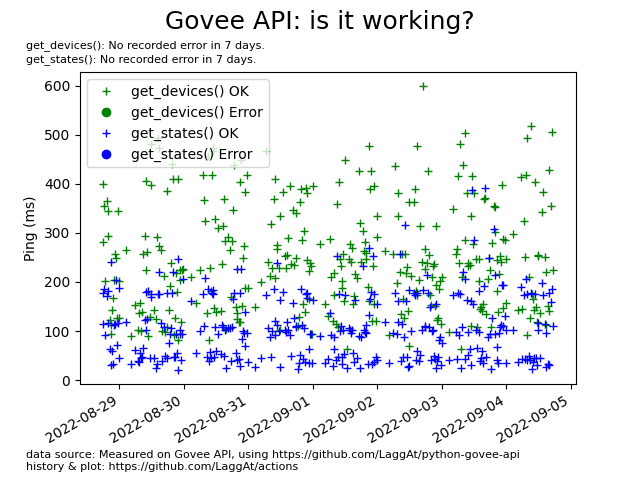 Govee API: is it working?
get_devices(): No recorded error in 7 days.
get_states(): No recorded error in 7 days.
600
500
400
300
200
100
0
Ping (ms)
get_devices() OK
get_devices() Error
get_states() OK
get_states() Error
2022-08-29
2022-08-30
2022-08-31
2022-09-01
2022-09-02
2022-09-03
2022-09-04
2022-09-05
data source: Measured on Govee API, using https://github.com/LaggAt/python-govee-api
history & plot: https://github.com/LaggAt/actions